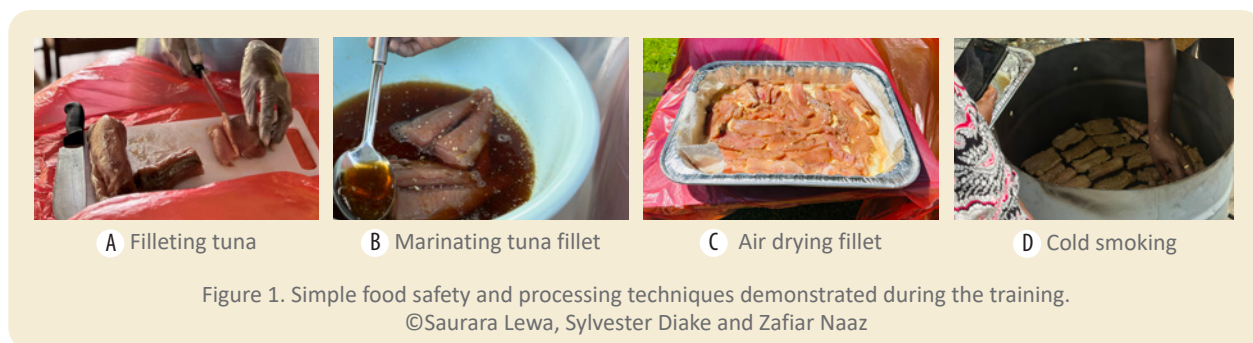 A Filleting tuna
B Marinating tuna fillet
C Air drying fillet
D Cold smoking
Figure 1. Simple food safety and processing techniques demonstrated during the training.
©Saurara Lewa, Sylvester Diake and Zafiar Naaz